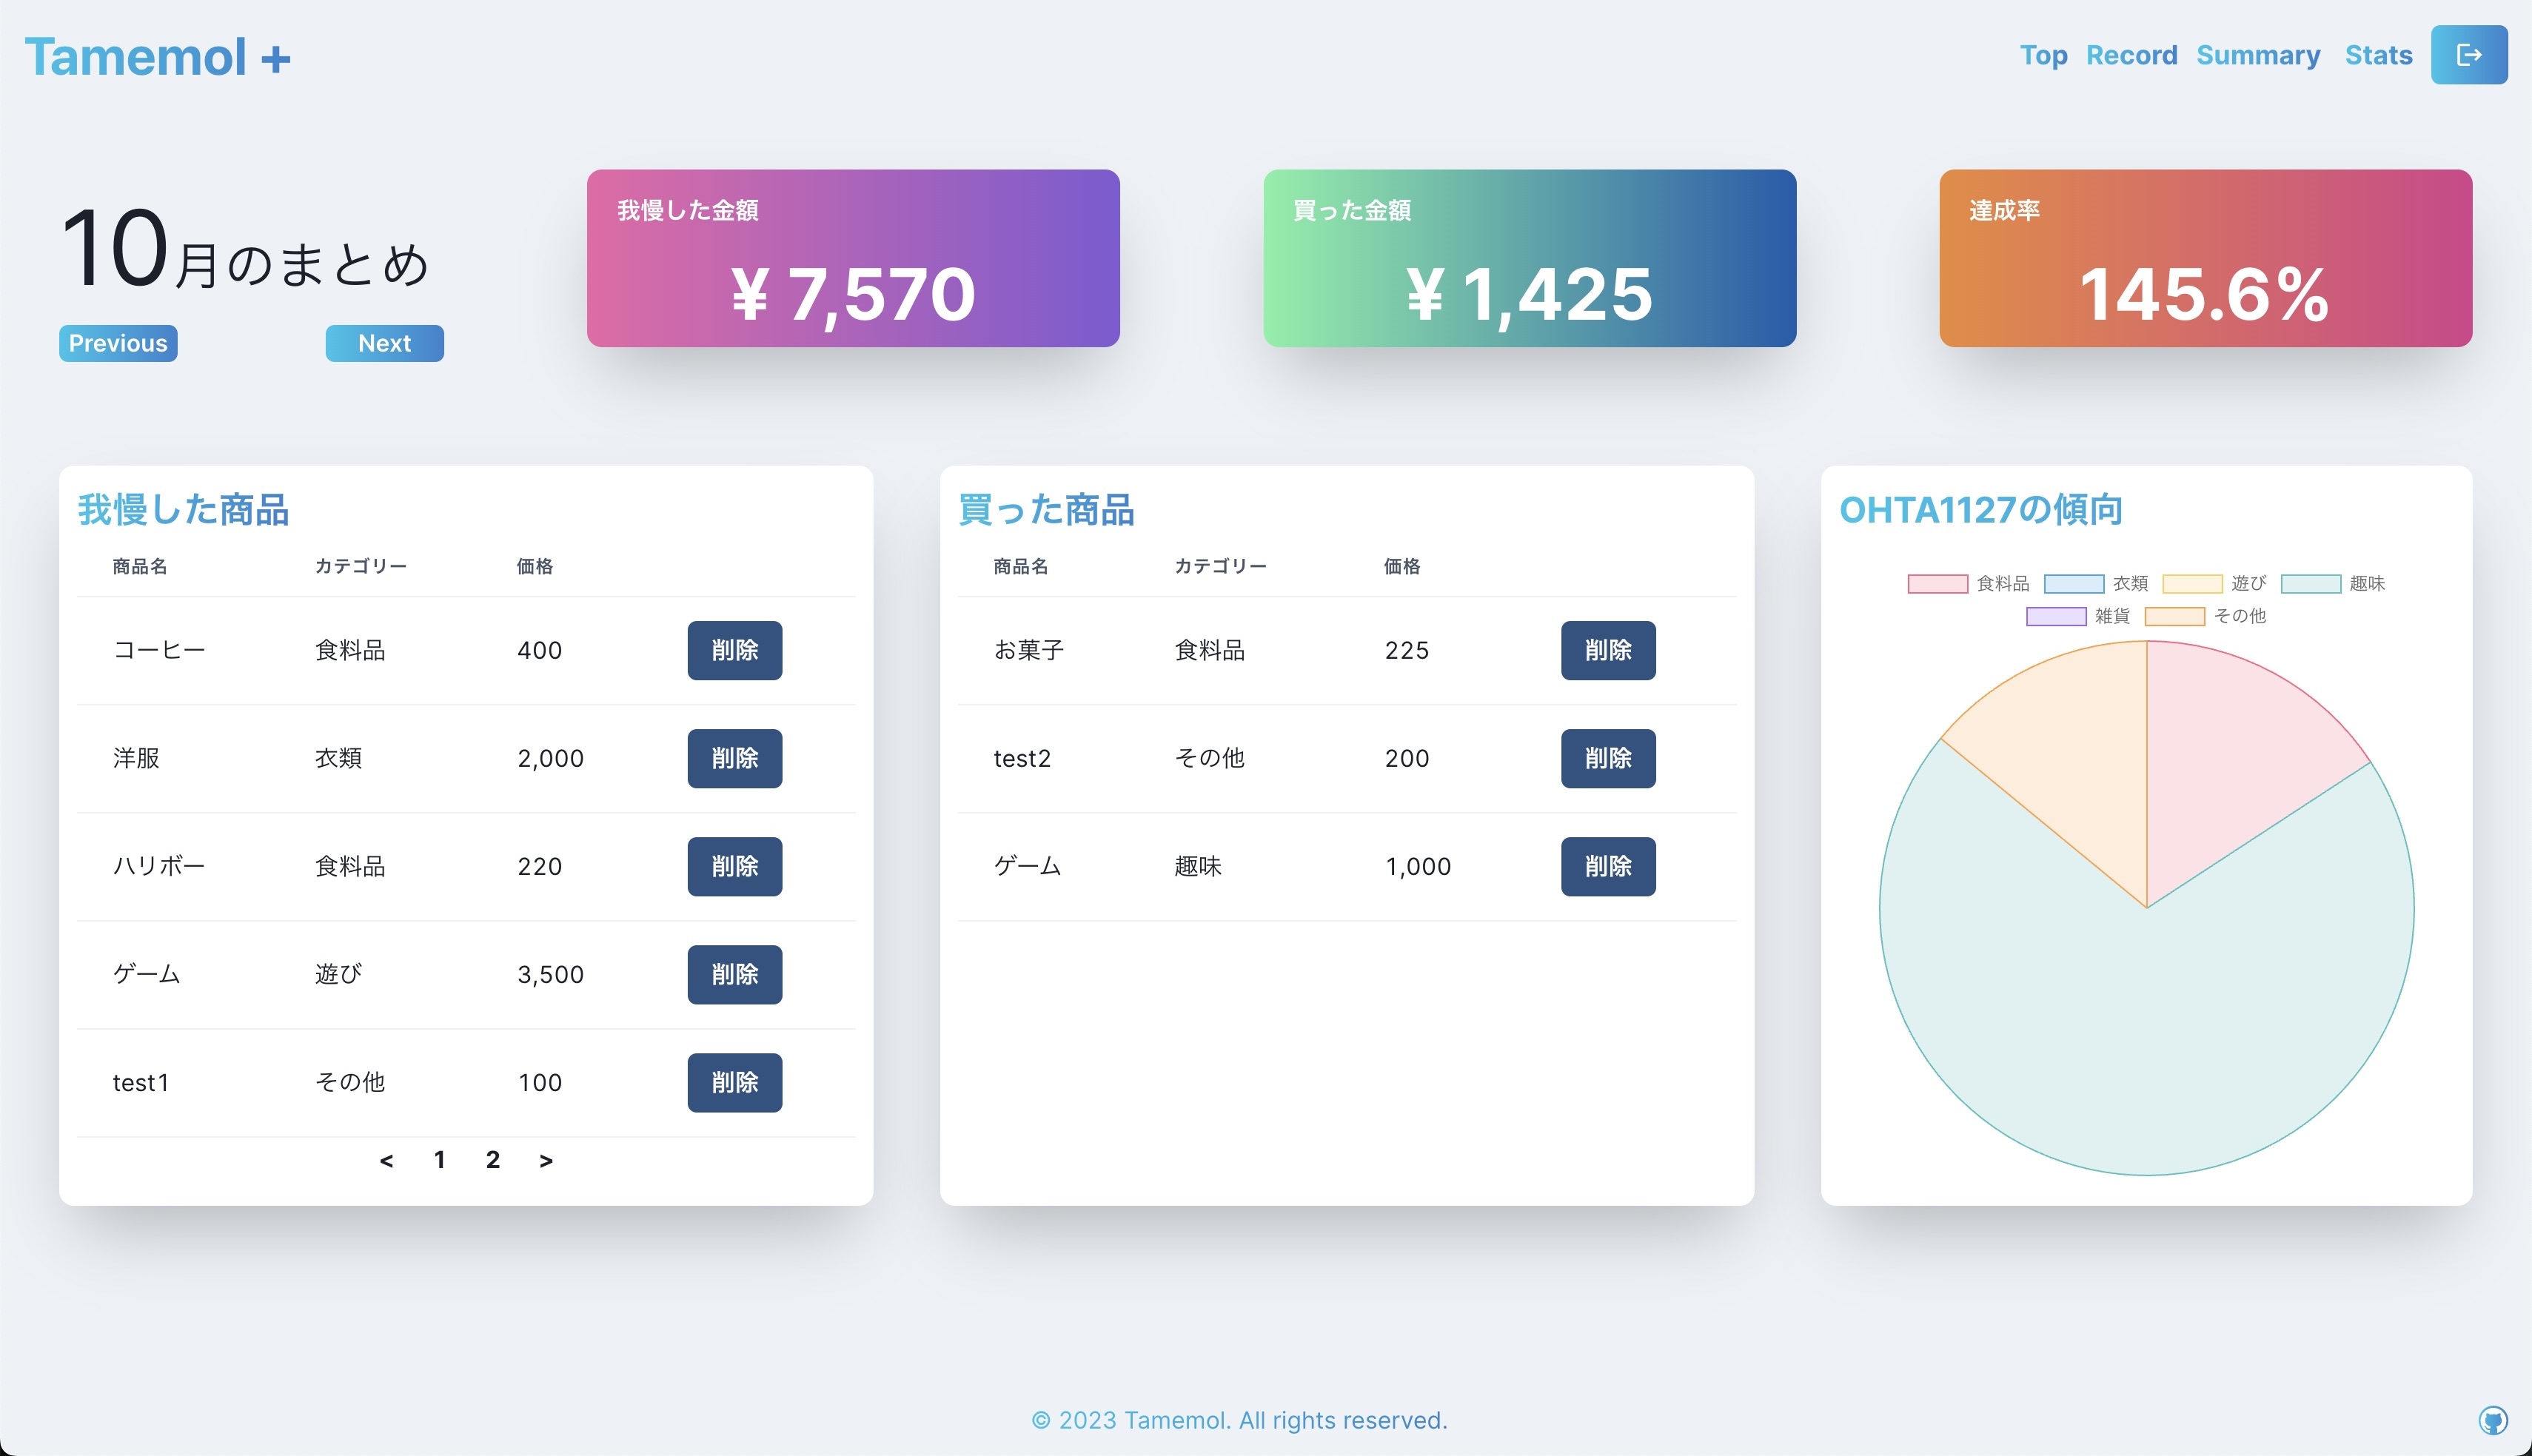 Tamemol +
Top Record Summary Stats
10月のまとめ
Previous Next
我慢した金額
¥ 7,570
買った金額
¥ 1,425
達成率
145.6%
我慢した商品
商品名 カテゴリー 価格
コーヒー 食料品 400 削除
洋服 衣類 2,000 削除
ハリボー 食料品 220 削除
ゲーム 遊び 3,500 削除
test1 その他 100 削除
< 1 2 >
買った商品
商品名 カテゴリー 価格
お菓子 食料品 225 削除
test2 その他 200 削除
ゲーム 趣味 1,000 削除
OHTA1127の傾向
食料品 衣類 遊び 趣味
雑貨 その他
© 2023 Tamemol. All rights reserved.